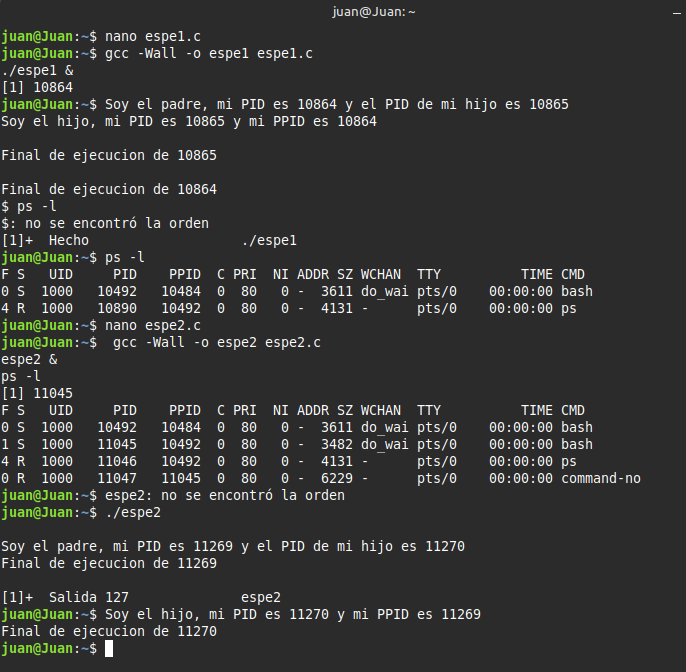 juan@Juan: ~
juan@Juan:~$ nano espe1.c
juan@Juan:~$ gcc -Wall -o espe1 espe1.c
./espe1 &
[1] 10864
juan@Juan:~$ Soy el padre, mi PID es 10864 y el PID de mi hijo es 10865
Soy el hijo, mi PID es 10865 y mi PPID es 10864
Final de ejecucion de 10865
Final de ejecucion de 10864
$ ps -l
$: no se encontró la orden
[1]+  Hecho                   ./espe1
juan@Juan:~$ ps -l
F S   UID     PID    PPID  C PRI  NI ADDR SZ WCHAN  TTY          TIME CMD
0 S  1000   10492   10484  0  80   0 -  3611 do_wai pts/0    00:00:00 bash
4 R  1000   10890   10492  0  80   0 -  4131 -      pts/0    00:00:00 ps
juan@Juan:~$ nano espe2.c
juan@Juan:~$  gcc -Wall -o espe2 espe2.c
espe2 &
ps -l
[1] 11045
F S   UID     PID    PPID  C PRI  NI ADDR SZ WCHAN  TTY          TIME CMD
0 S  1000   10492   10484  0  80   0 -  3611 do_wai pts/0    00:00:00 bash
1 S  1000   11045   10492  0  80   0 -  3482 do_wai pts/0    00:00:00 bash
4 R  1000   11046   10492  0  80   0 -  4131 -      pts/0    00:00:00 ps
0 R  1000   11047   11045  0  80   0 -  6229 -      pts/0    00:00:00 command-no
juan@Juan:~$ espe2: no se encontró la orden
juan@Juan:~$ ./espe2
Soy el padre, mi PID es 11269 y el PID de mi hijo es 11270
Final de ejecucion de 11269
[1]+  Salida 127              espe2
juan@Juan:~$ Soy el hijo, mi PID es 11270 y mi PPID es 11269
Final de ejecucion de 11270
juan@Juan:~$